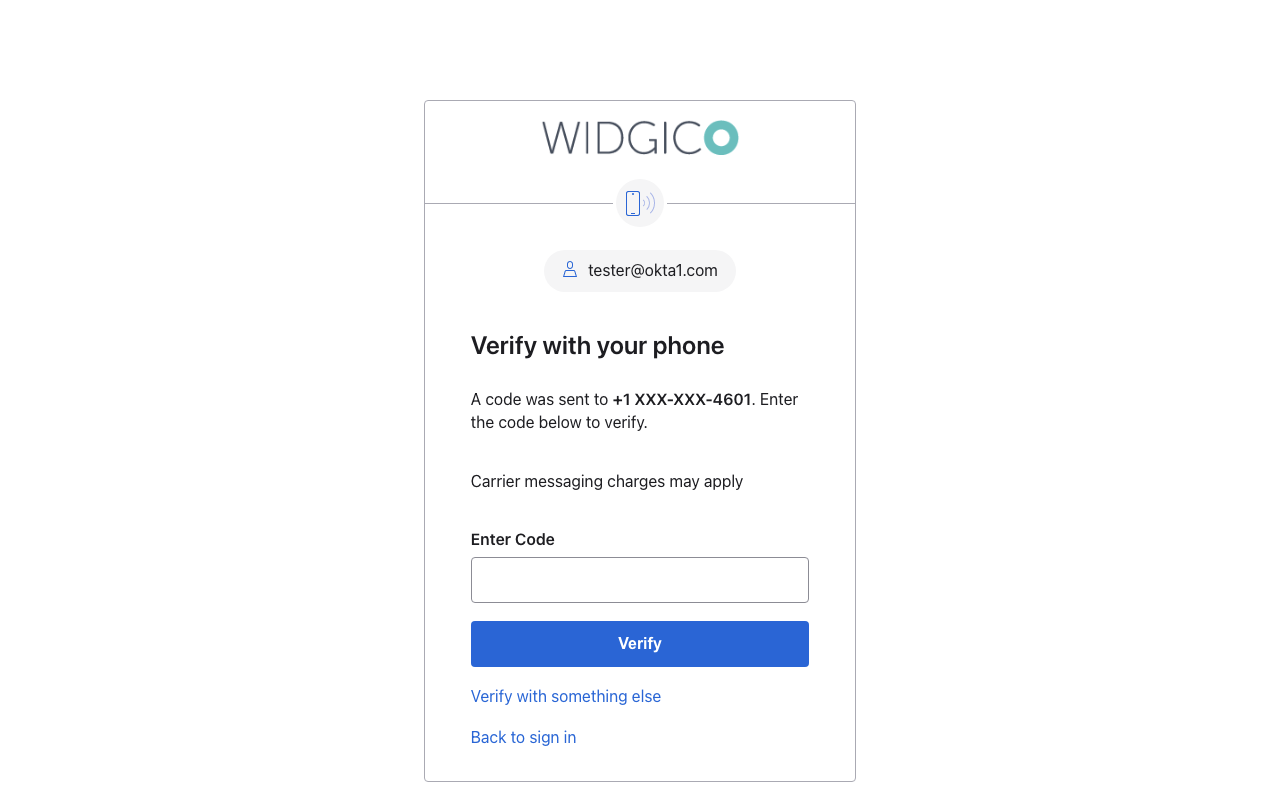 WIDGICO
tester@okta1.com
Verify with your phone
A code was sent to +1 XXX-XXX-4601. Enter
the code below to verify.
Carrier messaging charges may apply
Enter Code
Verify
Verify with something else
Back to sign in